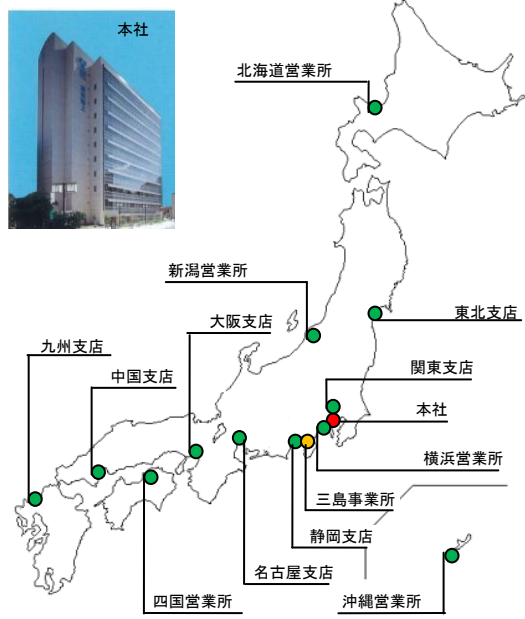 本社
北海道営業所
新潟営業所
東北支店
大阪支店
九州支店
中国支店
関東支店
本社
横浜営業所
三島事業所
静岡支店
名古屋支店
四国営業所
沖縄営業所